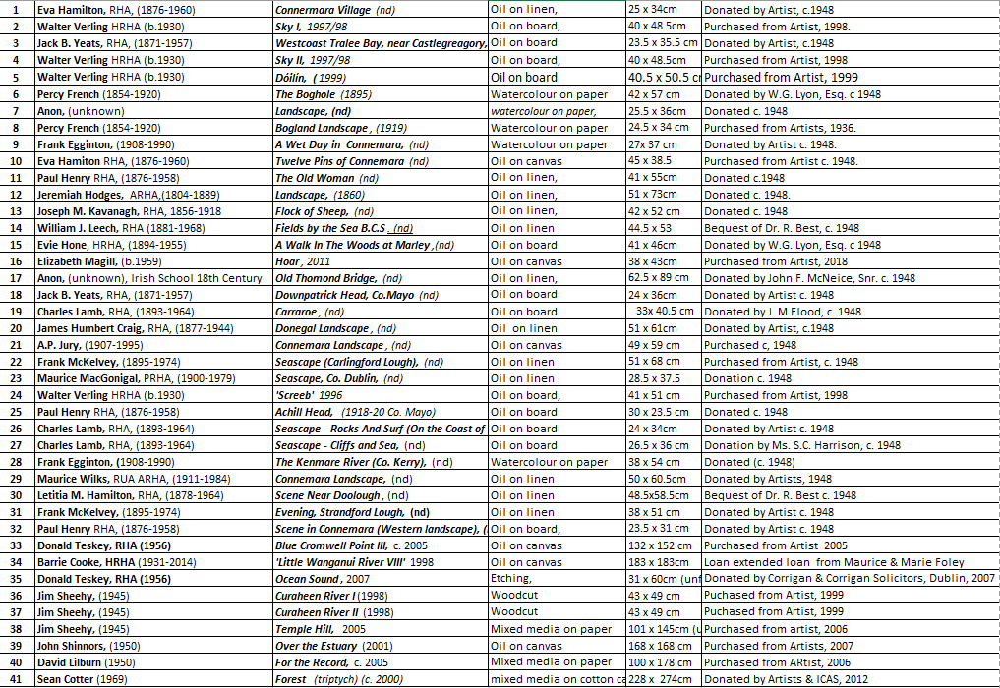 1 Eva Hamilton, RHA, (1876-1960) Connermara Village (nd) Oil on linen, 25 x 34cm Donated by Artist, c.1948
2 Walter Verling HRHA (b.1930) Sky I, 1997/98 Oil on board, 40 x 48.5cm Purchased from Artist, 1998.
3 Jack B. Yeats, RHA, (1871-1957) Westcoast Tralee Bay, near Castlegreagory, Oil on board 23.5 x 35.5 cm Donated by Artist, c.1948
4 Walter Verling HRHA (b.1930) Sky II, 1997/98 Oil on board, 40 x 48.5cm Purchased from Artist, 1998
5 Walter Verling HRHA (b.1930) Dóilín, (1999) Oil on board 40.5 x 50.5 cm Purchased from Artist, 1999
6 Percy French (1854-1920) The Boghole (1895) Watercolour on paper 42 x 57 cm Donated by W.G. Lyon, Esq. c 1948
7 Anon, (unknown) Landscape, (nd) watercolour on paper, 25.5 x 36cm Donated c. 1948
8 Percy French (1854-1920) Bogland Landscape, (1919) Watercolour on paper 24.5 x 34 cm Purchased from Artists, 1936.
9 Frank Egginton, (1908-1990) A Wet Day in Connemara, (nd) Watercolour on paper 27x 37 cm Donated by Artist c. 1948.
10 Eva Hamiton RHA, (1876-1960) Twelve Pins of Connemara (nd) Oil on canvas 45 x 38.5 Purchased from Artist c. 1948.
11 Paul Henry RHA, (1876-1958) The Old Woman (nd) Oil on linen, 41 x 55cm Donated c.1948
12 Jeremiah Hodges, ARHA,(1804-1889) Landscape, (1860) Oil on linen, 51 x 73cm Donated c. 1948.
13 Joseph M. Kavanagh, RHA, 1856-1918 Flock of Sheep, (nd) Oil on linen, 42 x 52 cm Donated c. 1948
14 William J. Leech, RHA (1881-1968) Fields by the Sea B.C.S . (nd) Oil on linen 44.5 x 53 Bequest of Dr. R. Best, c. 1948
15 Evie Hone, HRHA, (1894-1955) A Walk In The Woods at Marley ,(nd) Oil on board 41 x 46cm Donated by W.G. Lyon, Esq. c 1948
16 Elizabeth Magill, (b.1959) Hoar, 2011 Oil on canvas 38 x 43cm Purchased from Artist, 2018
17 Anon, (unknown), Irish School 18th Century Old Thomond Bridge, (nd) Oil on linen, 62.5 x 89 cm Donated by John F. McNeice, Snr. c. 1948
18 Jack B. Yeats, RHA, (1871-1957) Downpatrick Head, Co.Mayo (nd) Oil on board 24 x 36cm Donated by Artist c. 1948
19 Charles Lamb, RHA, (1893-1964) Carraroe, (nd) Oil on board 33x 40.5 cm Donated by J. M Flood, c. 1948
20 James Humbert Craig, RHA, (1877-1944) Donegal Landscape, (nd) Oil on linen 51 x 61cm Donated by Artist, c.1948
21 A.P. Jury, (1907-1995) Connemara Landscape, (nd) Oil on canvas 49 x 59 cm Purchased c, 1948
22 Frank McKelvey, (1895-1974) Seascape (Carlingford Lough), (nd) Oil on linen 51 x 68 cm Purchased from Artist, c. 1948
23 Maurice MacGonigal, PRHA, (1900-1979) Seascape, Co. Dublin, (nd) Oil on linen 28.5 x 37.5 Donation c. 1948
24 Walter Verling HRHA (b.1930) 'Screeb' 1996 Oil on board, 41 x 51 cm Purchased from Artist, 1998
25 Paul Henry RHA, (1876-1958) Achill Head, (1918-20 Co. Mayo) Oil on board 30 x 23.5 cm Donated c. 1948
26 Charles Lamb, RHA, (1893-1964) Seascape - Rocks And Surf (On the Coast of Oil on board 24 x 34cm Donated by Artist c. 1948
27 Charles Lamb, RHA, (1893-1964) Seascape - Cliffs and Sea, (nd) Oil on board 26.5 x 36 cm Donation by Ms. S.C. Harrison, c. 1948
28 Frank Egginton, (1908-1990) The Kenmare River (Co. Kerry), (nd) Watercolour on paper 38 x 54 cm Donated (c. 1948)
29 Maurice Wilks, RUA ARHA, (1911-1984) Connemara Landscape, (nd) Oil on linen 50 x 60.5cm Donated by Artists, 1948
30 Letitia M. Hamilton, RHA, (1878-1964) Scene Near Doolough, (nd) Oil on linen 48.5x58.5cm Bequest of Dr. R. Best c. 1948
31 Frank McKelvey, (1895-1974) Evening, Strandford Lough, (nd) Oil on linen 38 x 51 cm Donated by Artist c. 1948
32 Paul Henry RHA, (1876-1958) Scene in Connemara (Western landscape), ( Oil on board, 23.5 x 31 cm Donated by Artist c. 1948
33 Donald Teskey, RHA (1956) Blue Cromwell Point III, c. 2005 Oil on canvas 132 x 152 cm Purchased from Artist 2005
34 Barrie Cooke, HRHA (1931-2014) 'Little Wanganui River VIII' 1998 Oil on canvas 183 x 183cm Loan extended loan from Maurice & Marie Foley
35 Donald Teskey, RHA (1956) Ocean Sound, 2007 Etching, 31 x 60cm (unf Donated by Corrigan & Corrigan Solicitors, Dublin, 2007
36 Jim Sheehy, (1945) Curaheen River I (1998) Woodcut 43 x 49 cm Puchased from Artist, 1999
37 Jim Sheehy, (1945) Curaheen River II (1998) Woodcut 43 x 49 cm Puchased from Artist, 1999
38 Jim Sheehy, (1945) Temple Hill, 2005 Mixed media on paper 101 x 145cm (u Purchased from artist, 2006
39 John Shinnors, (1950) Over the Estuary (2001) Oil on canvas 168 x 168 cm Purchased from Artists, 2007
40 David Lilburn (1950) For the Record, c. 2005 Mixed media on paper 100 x 178 cm Purchased from ARtist, 2006
41 Sean Cotter (1969) Forest (triptych) (c. 2000) mixed media on cotton ca 228 x 274cm Donated by Artists & ICAS, 2012